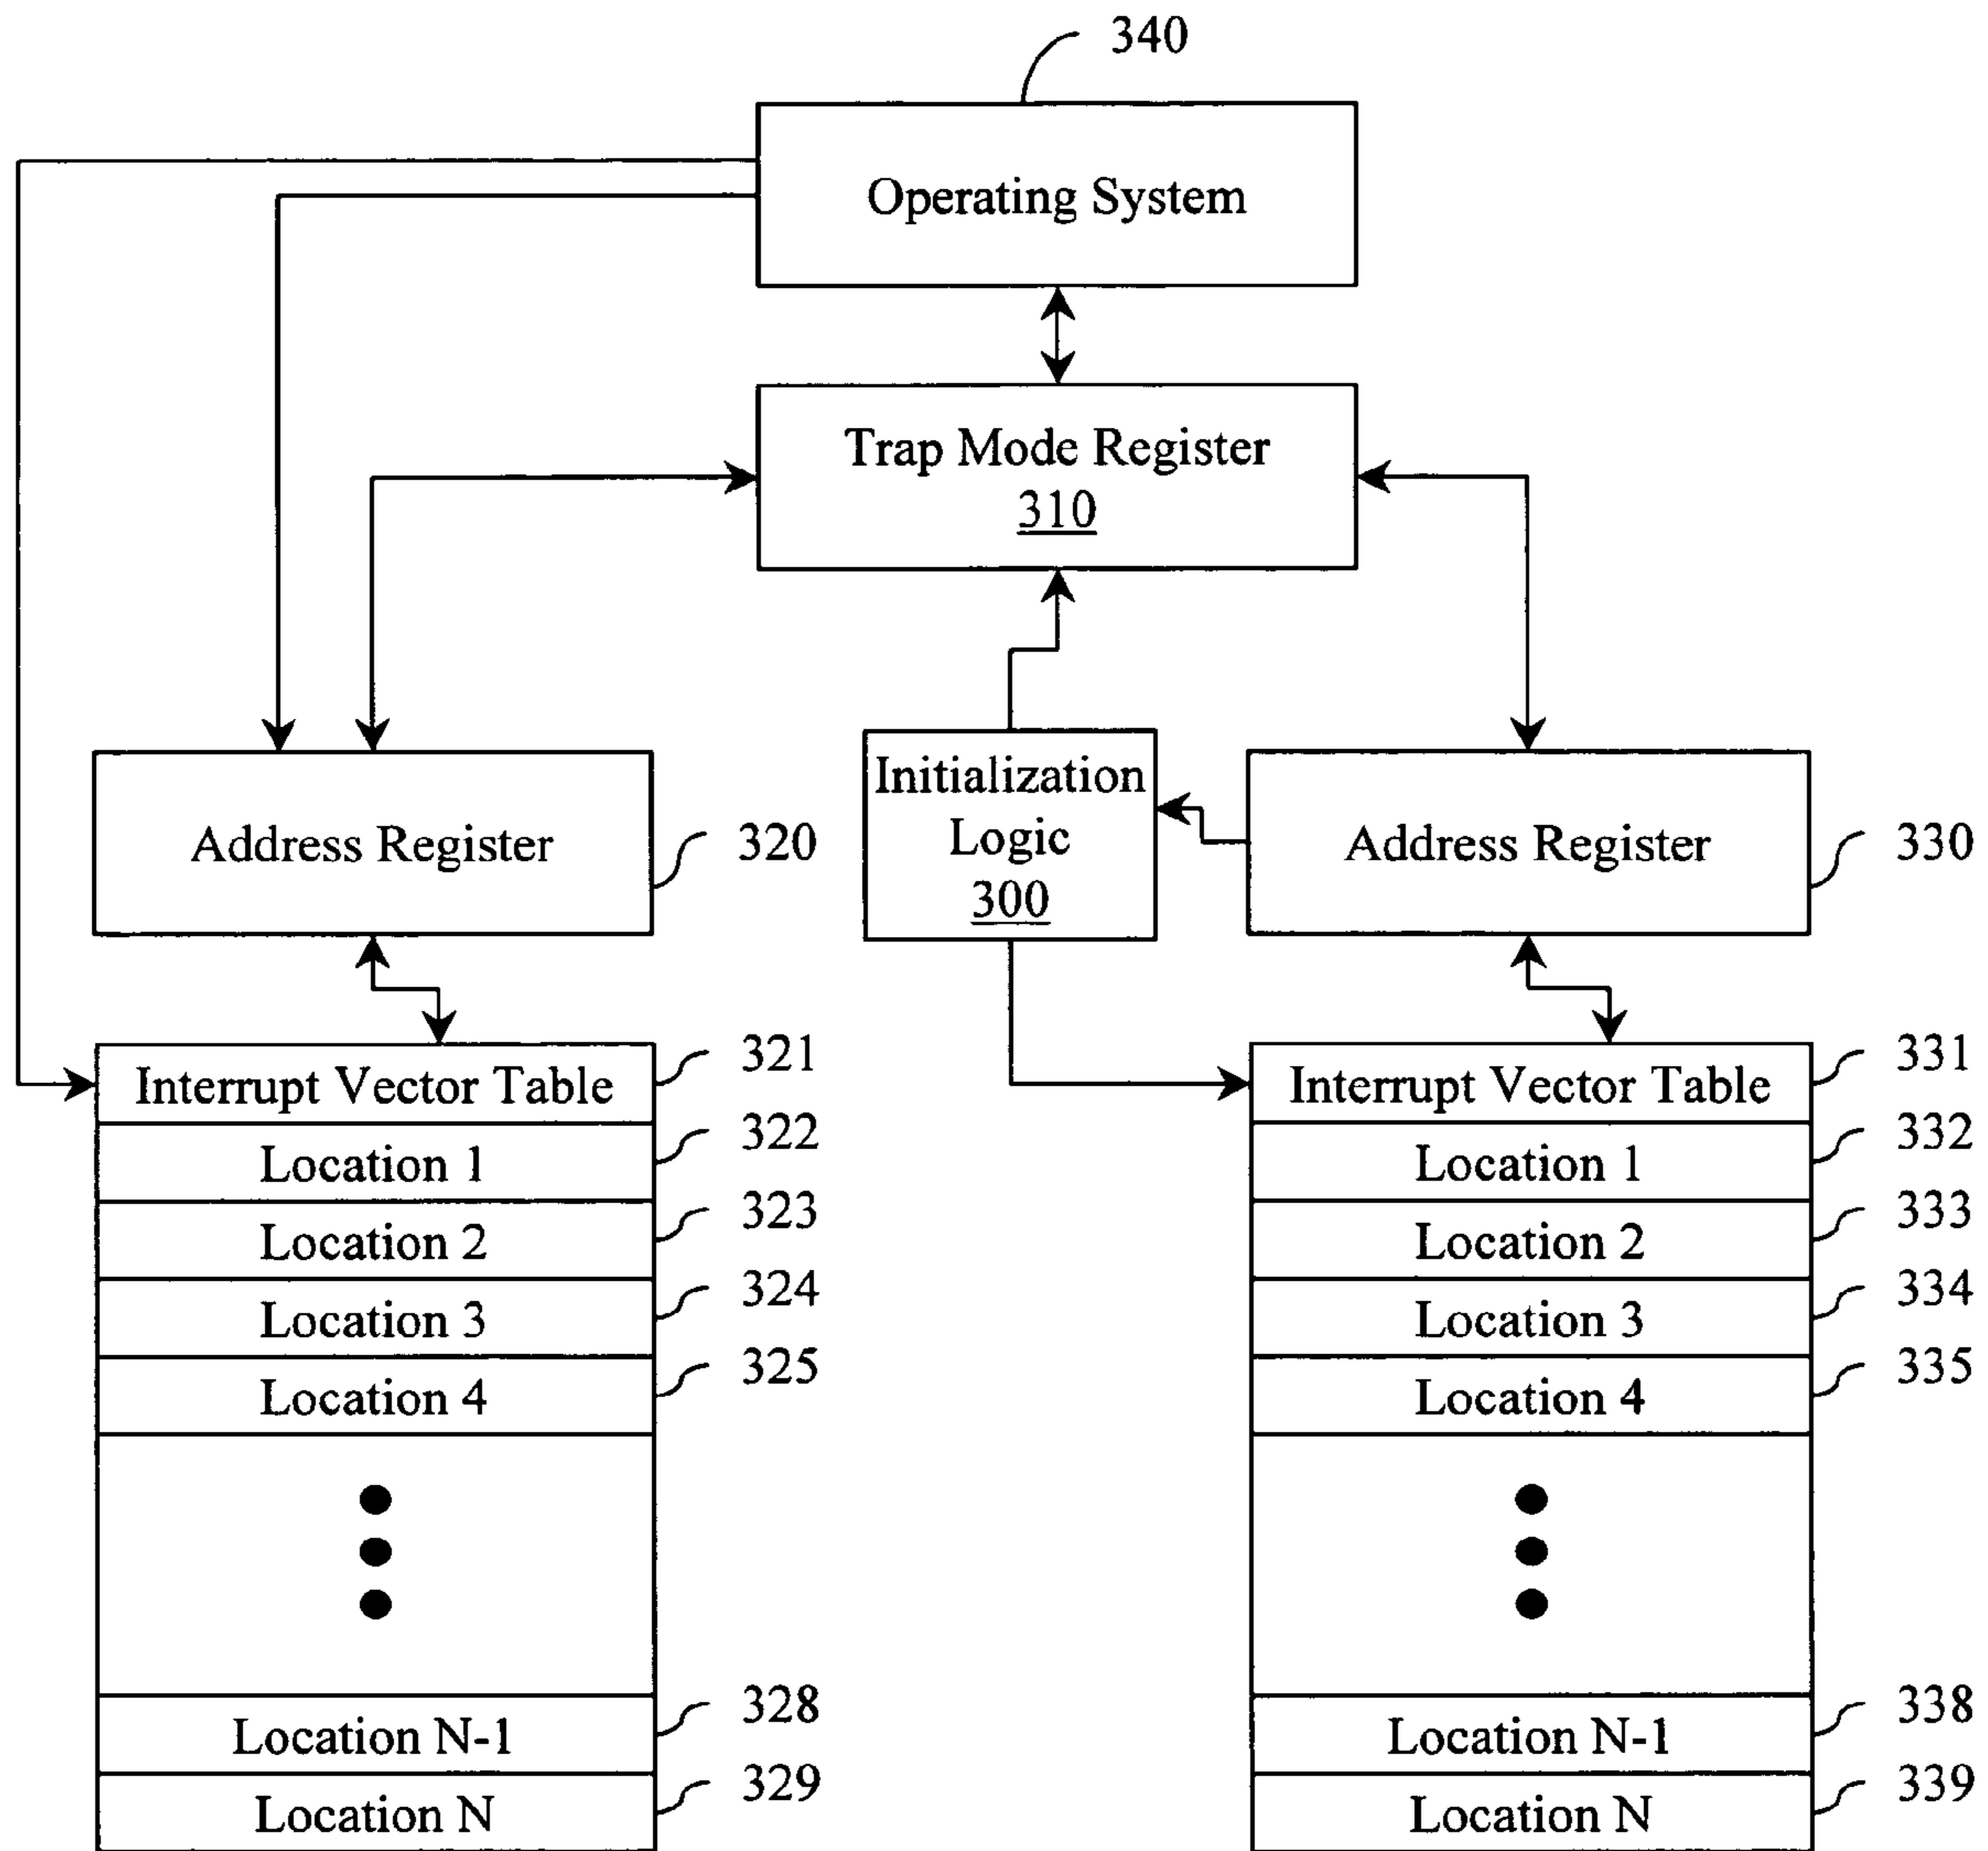 340
Operating System
Trap Mode Register
310
Initialization
Logic
300
Address Register
320
Address Register
330
Interrupt Vector Table
321
Location 1
322
Location 2
323
Location 3
324
Location 4
325
Location N-1
328
Location N
329
Interrupt Vector Table
331
Location 1
332
Location 2
333
Location 3
334
Location 4
335
Location N-1
338
Location N
339